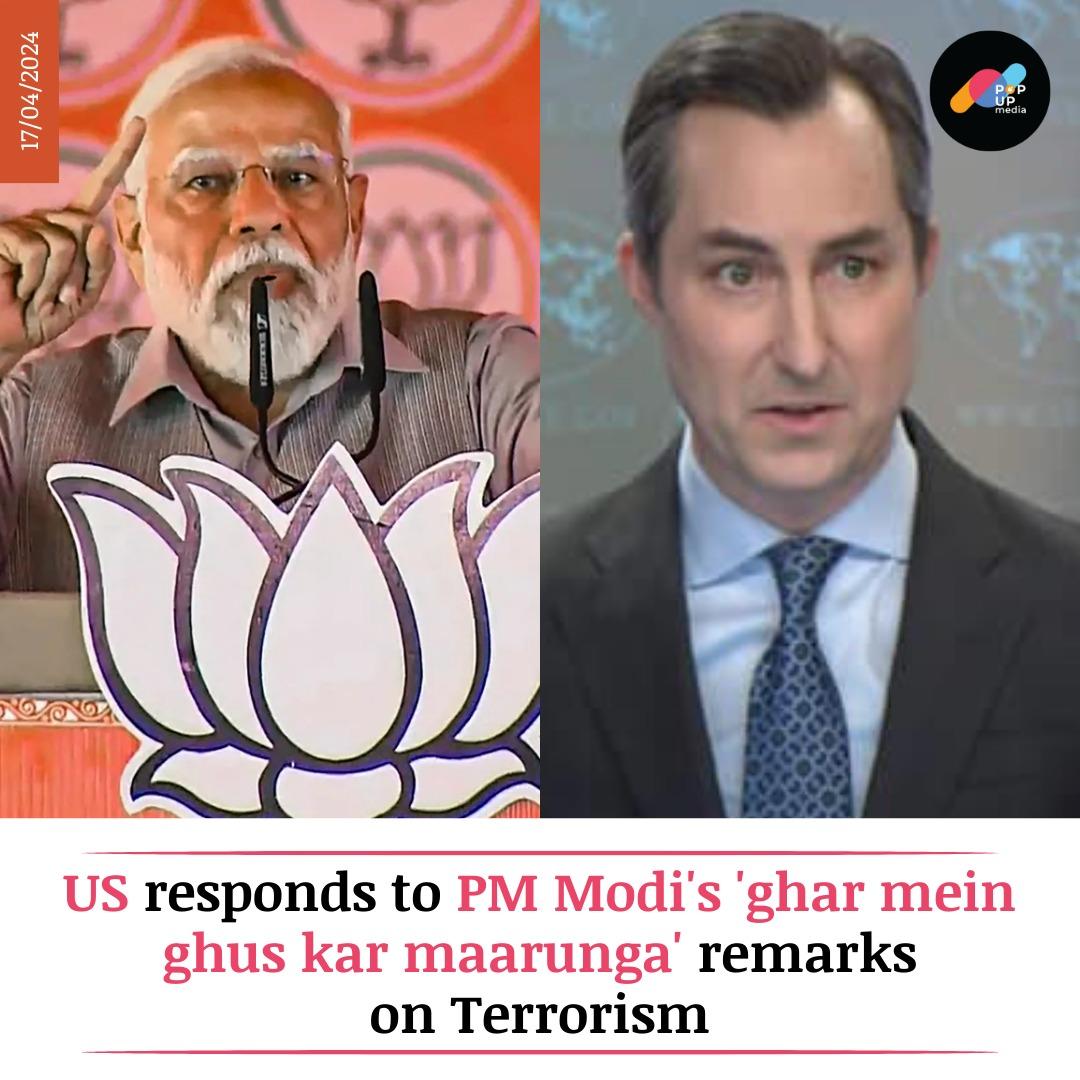 17/04/2024
POP
UP
media
US responds to PM Modi's 'ghar mein
ghus kar maarunga' remarks
on Terrorism